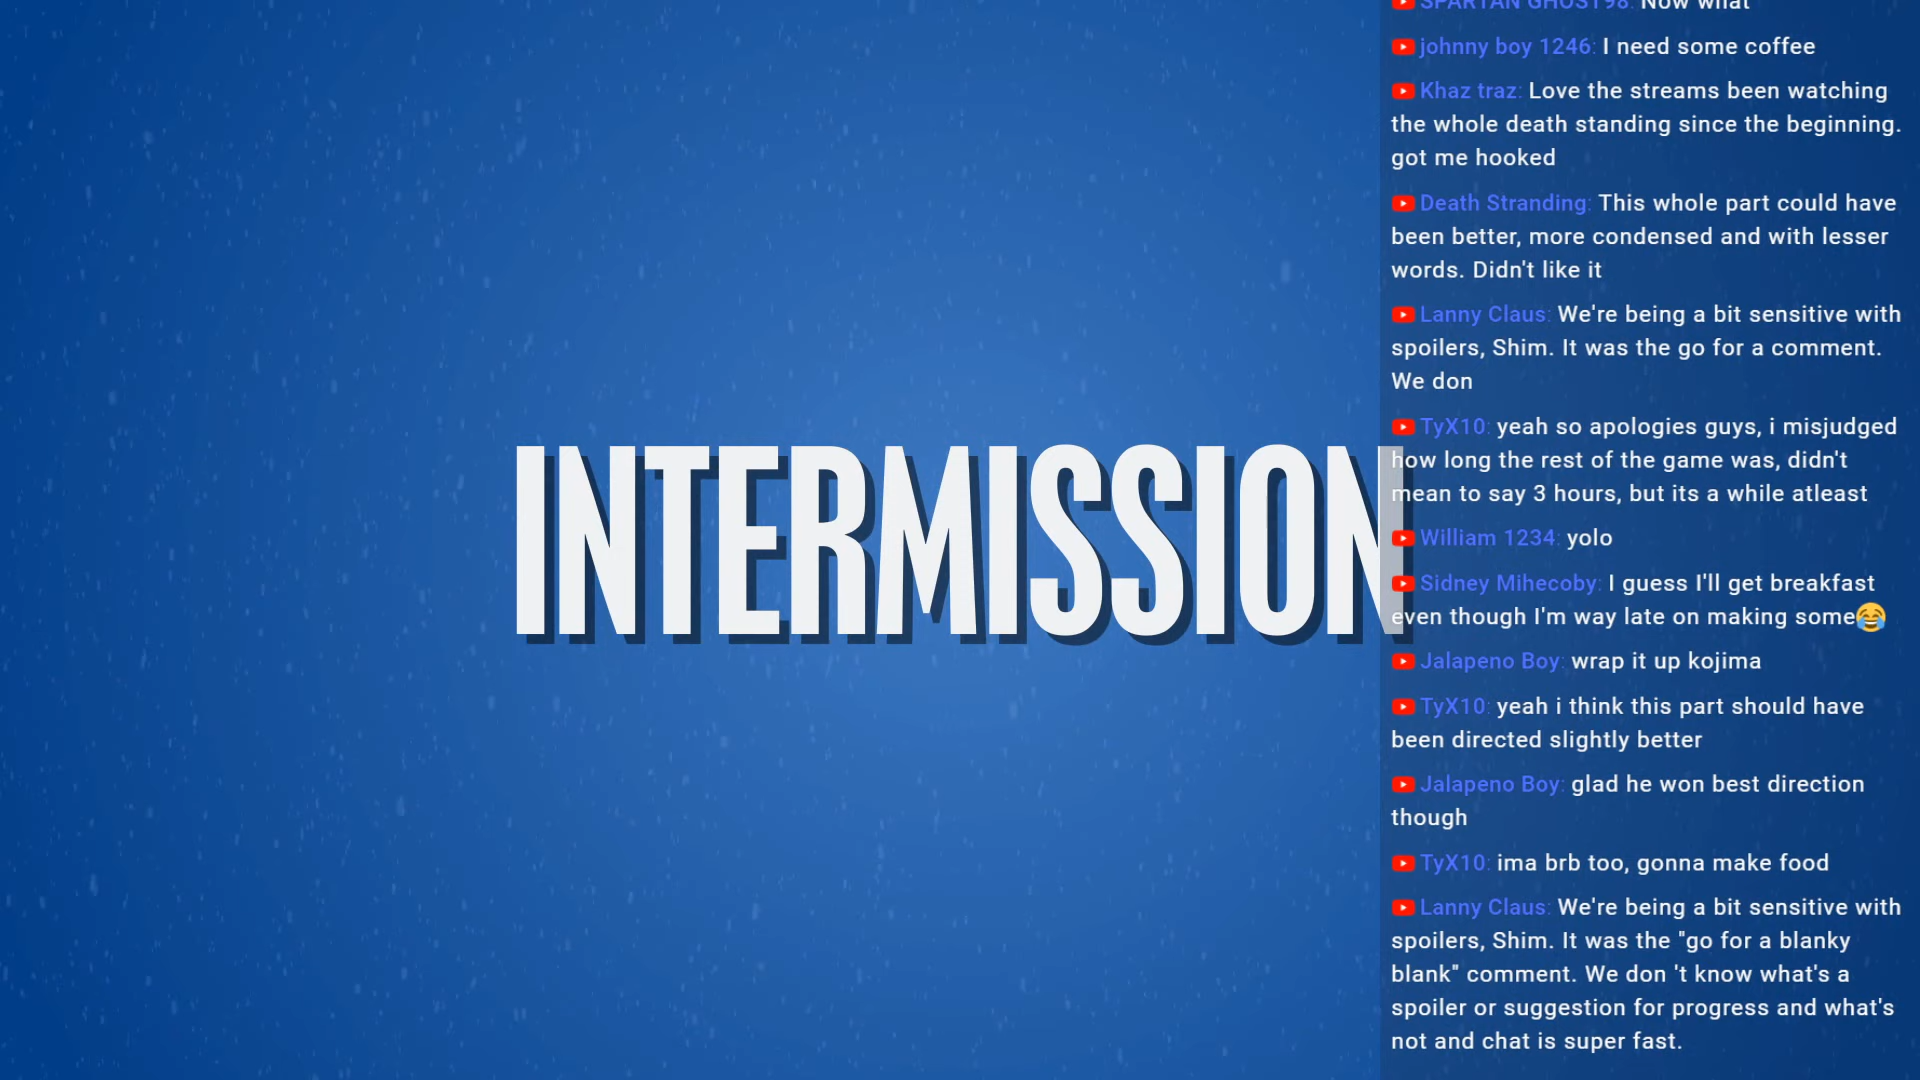 INTERMISSION
SPARTAN GHOST98: Now what
johnny boy 1246: I need some coffee
Khaz traz: Love the streams been watching
the whole death standing since the beginning.
got me hooked
Death Stranding: This whole part could have
been better, more condensed and with lesser
words. Didn't like it
Lanny Claus: We're being a bit sensitive with
spoilers, Shim. It was the go for a comment.
We don
TyX10: yeah so apologies guys, i misjudged
how long the rest of the game was, didn't
mean to say 3 hours, but its a while atleast
William 1234: yolo
Sidney Mihecoby: I guess I'll get breakfast
even though I'm way late on making some😂
Jalapeno Boy: wrap it up kojima
TyX10: yeah i think this part should have
been directed slightly better
Jalapeno Boy: glad he won best direction
though
TyX10: ima brb too, gonna make food
Lanny Claus: We're being a bit sensitive with
spoilers, Shim. It was the "go for a blanky
blank" comment. We don 't know what's a
spoiler or suggestion for progress and what's
not and chat is super fast.